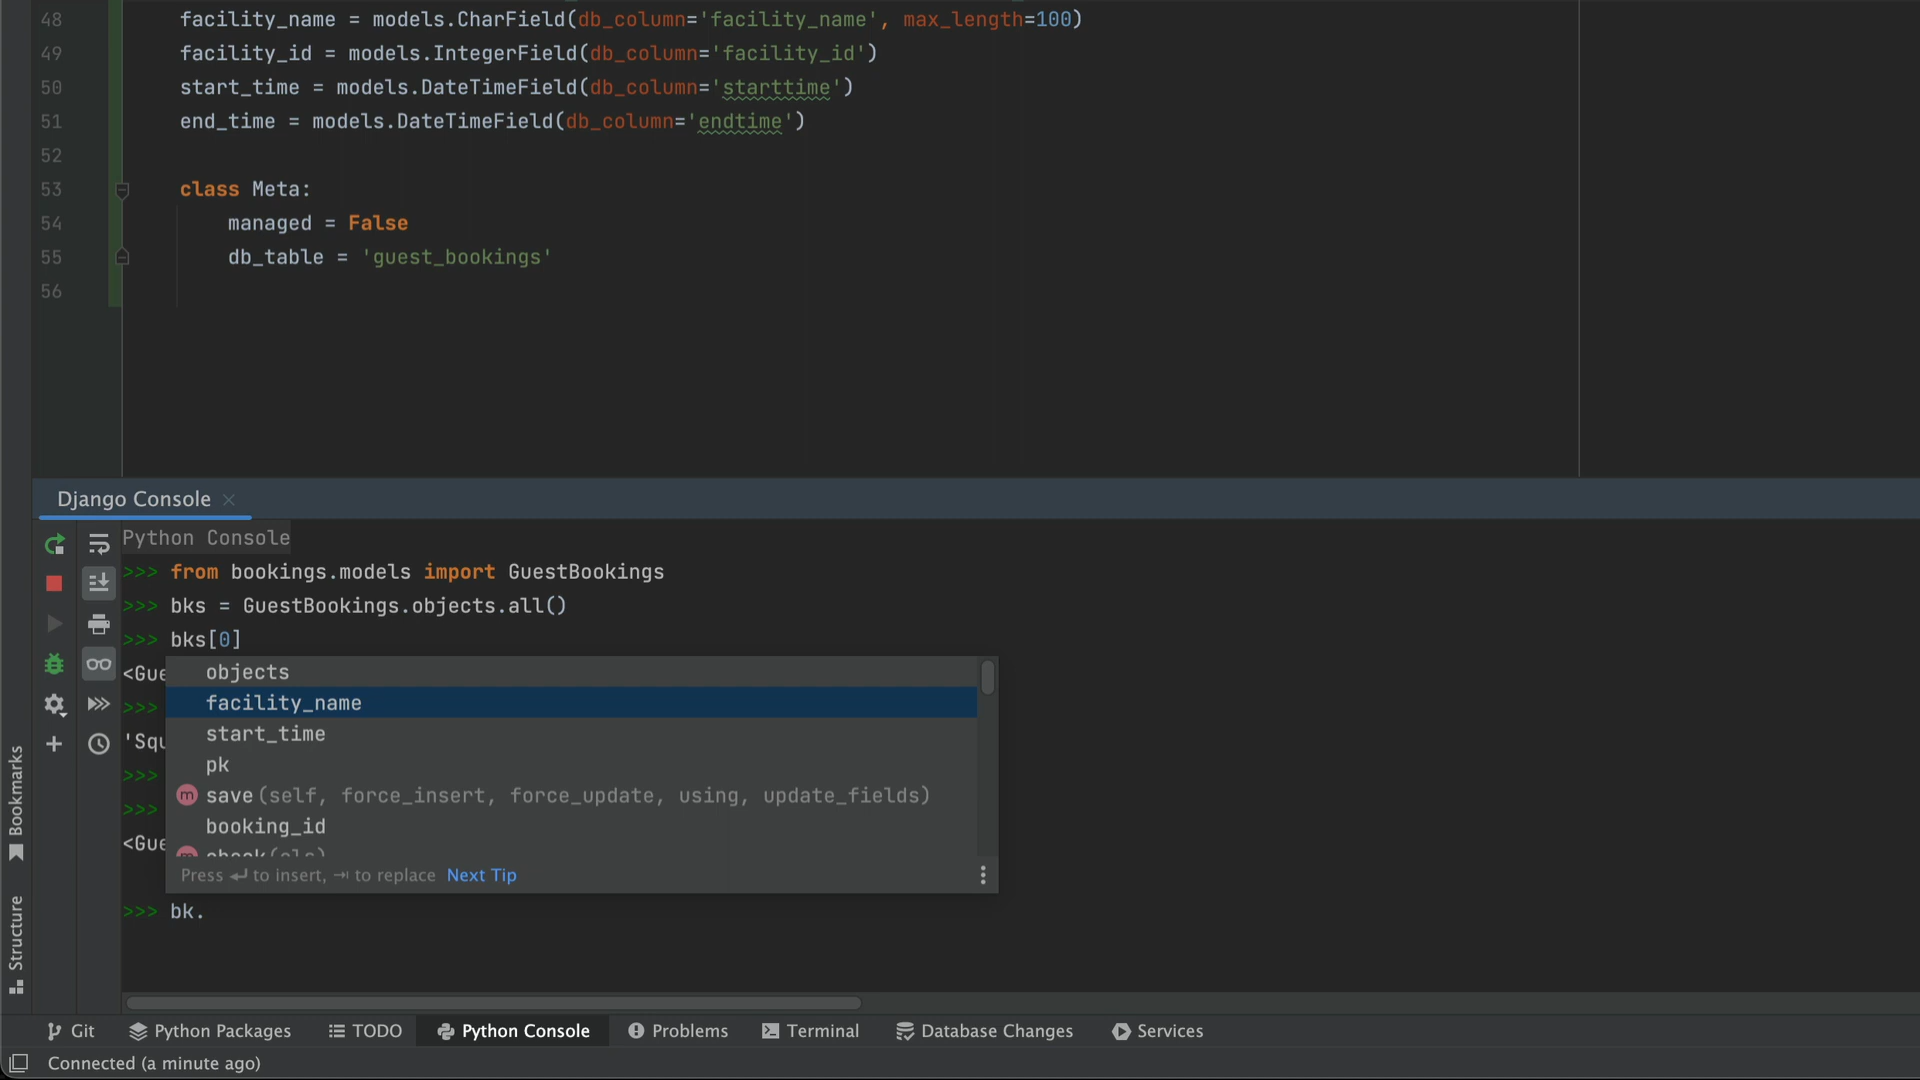 48 facility_name = models.CharField(db_column='facility_name', max_length=100)
49 facility_id = models.IntegerField(db_column='facility_id')
50 start_time = models.DateTimeField(db_column='starttime')
51 end_time = models.DateTimeField(db_column='endtime')
52
53 class Meta:
54 managed = False
55 db_table = 'guest_bookings'
56
Django Console
Python Console
>>> from bookings.models import GuestBookings
>>> bks = GuestBookings.objects.all()
>>> bks[0]
<Gue
>>>
'Squ
>>>
>>>
<Gue
objects
facility_name
start_time
pk
m save(self, force_insert, force_update, using, update_fields)
booking_id
check(cls)
Press ↵ to insert, ⇥ to replace Next Tip
>>> bk.
Bookmarks
Structure
Git Python Packages TODO Python Console Problems Terminal Database Changes Services
Connected (a minute ago)